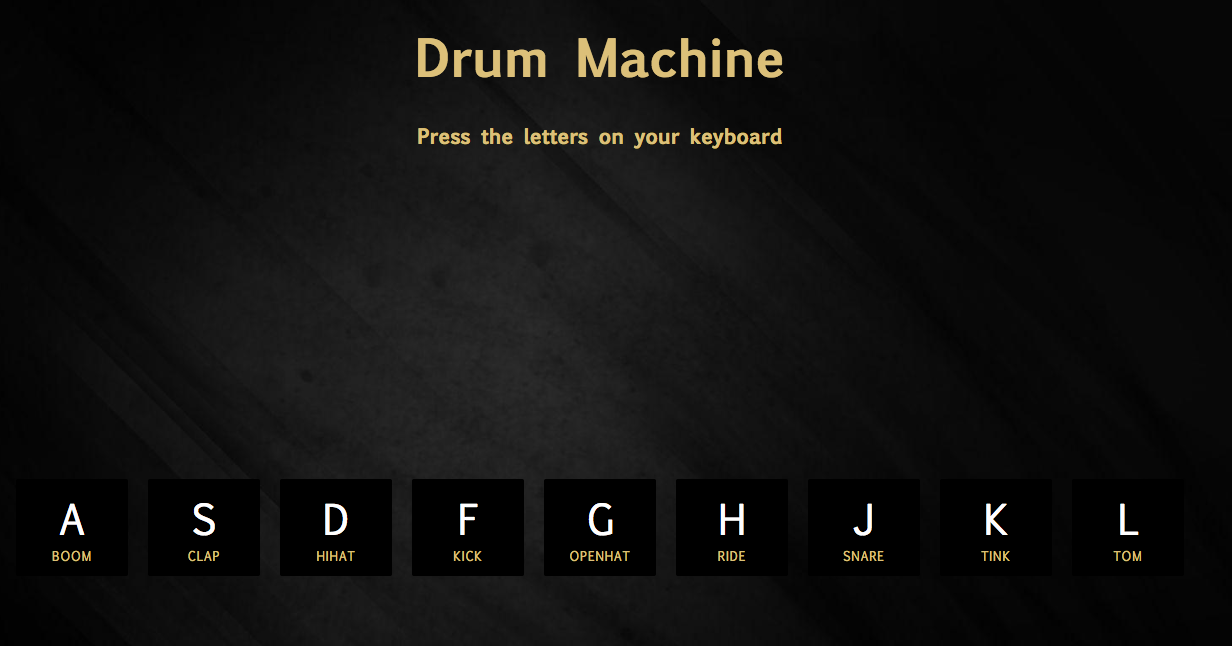 Drum Machine
Press the letters on your keyboard
A S D F G H J K L
BOOM CLAP HIHAT KICK OPENHAT RIDE SNARE TINK TOM